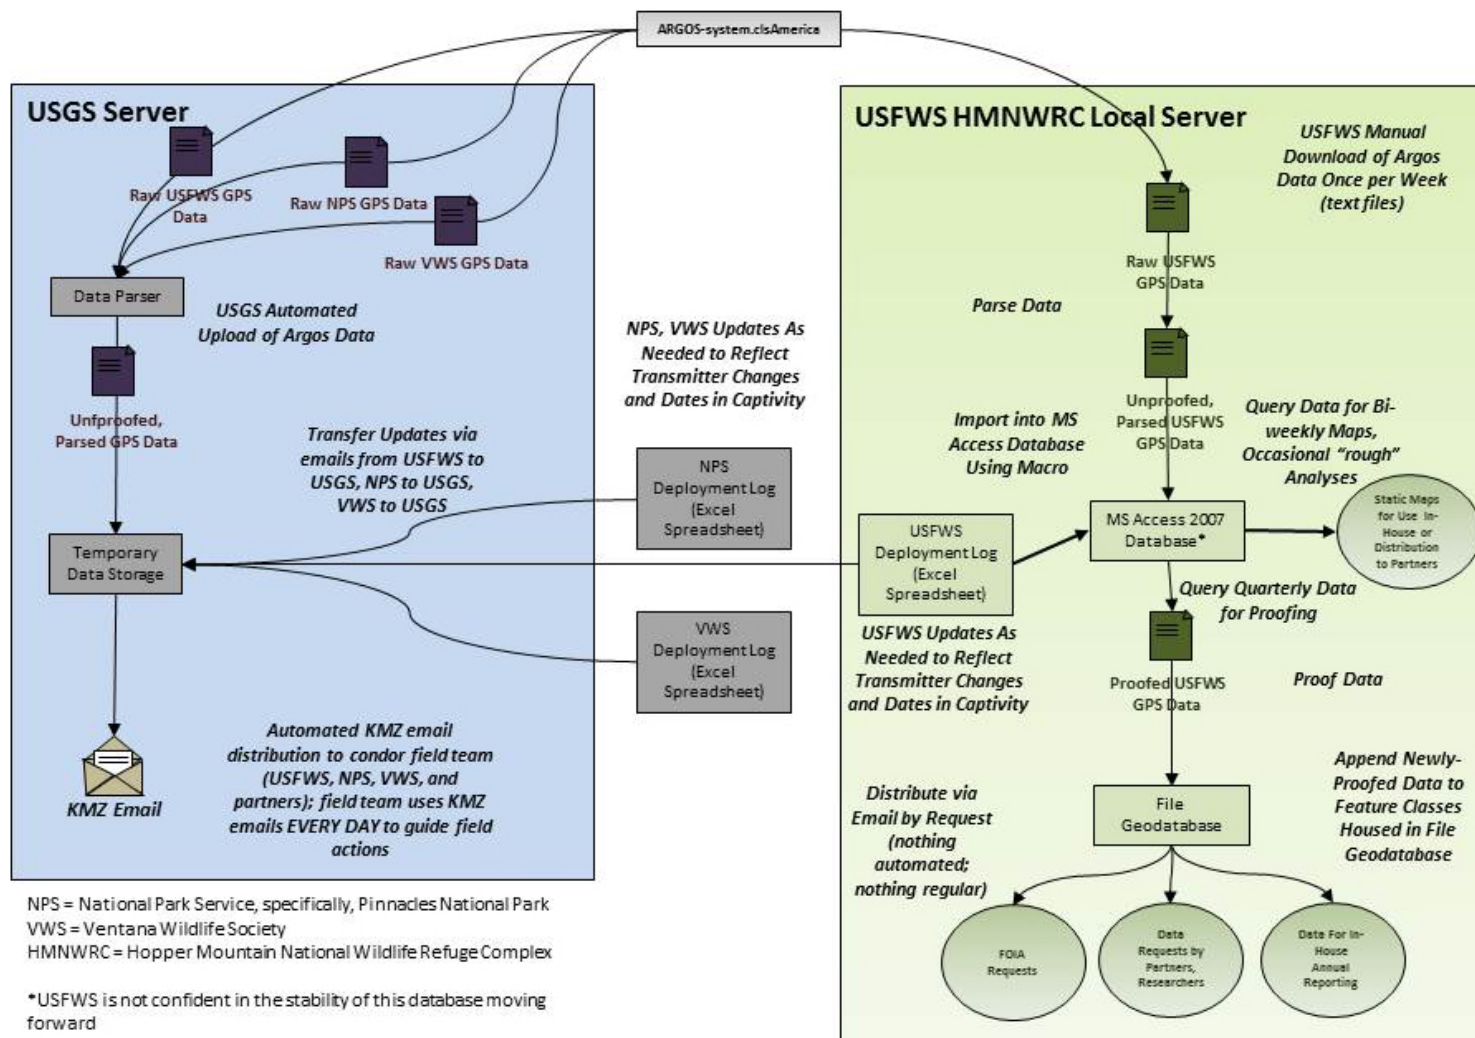 ARGOS-system.clsAmerica
USGS Server
Raw USFWS GPS
Data
Raw NPS GPS Data
Raw VWS GPS Data
Data Parser
USGS Automated
Upload of Argos Data
Unfproofed,
Parsed GPS Data
Transfer Updates via
emails from USFWS to
USGS, NPS to USGS,
VWS to USGS
Temporary
Data Storage
KMZ Email
Automated KMZ email
distribution to condor field team
(USFWS, NPS, VWS, and
partners); field team uses KMZ
emails EVERY DAY to guide field
actions
NPS, VWS Updates As
Needed to Reflect
Transmitter Changes
and Dates in Captivity
NPS
Deployment Log
(Excel
Spreadsheet)
VWS
Deployment Log
(Excel
Spreadsheet)
USFWS HMNWRC Local Server
USFWS Manual
Download of Argos
Data Once per Week
(text files)
Raw USFWS
GPS Data
Parse Data
Unproofed,
Parsed USFWS
GPS Data
Import into MS
Access Database
Using Macro
Query Data for Bi-
weekly Maps,
Occasional “rough”
Analyses
USFWS
Deployment Log
(Excel
Spreadsheet)
MS Access 2007
Database*
Static Maps
for Use In-
House or
Distribution
to Partners
Query Quarterly Data
for Proofing
USFWS Updates As
Needed to Reflect
Transmitter Changes
and Dates in Captivity
Proofed USFWS
GPS Data
Proof Data
Append Newly-
Proofed Data to
Feature Classes
Housed in File
Geodatabase
File
Geodatabase
Distribute via
Email by Request
(nothing
automated;
nothing regular)
FOIA
Requests
Data
Requests by
Partners,
Researchers
Data For In-
House
Annual
Reporting
NPS = National Park Service, specifically, Pinnacles National Park
VWS = Ventana Wildlife Society
HMNWRC = Hopper Mountain National Wildlife Refuge Complex
*USFWS is not confident in the stability of this database moving
forward